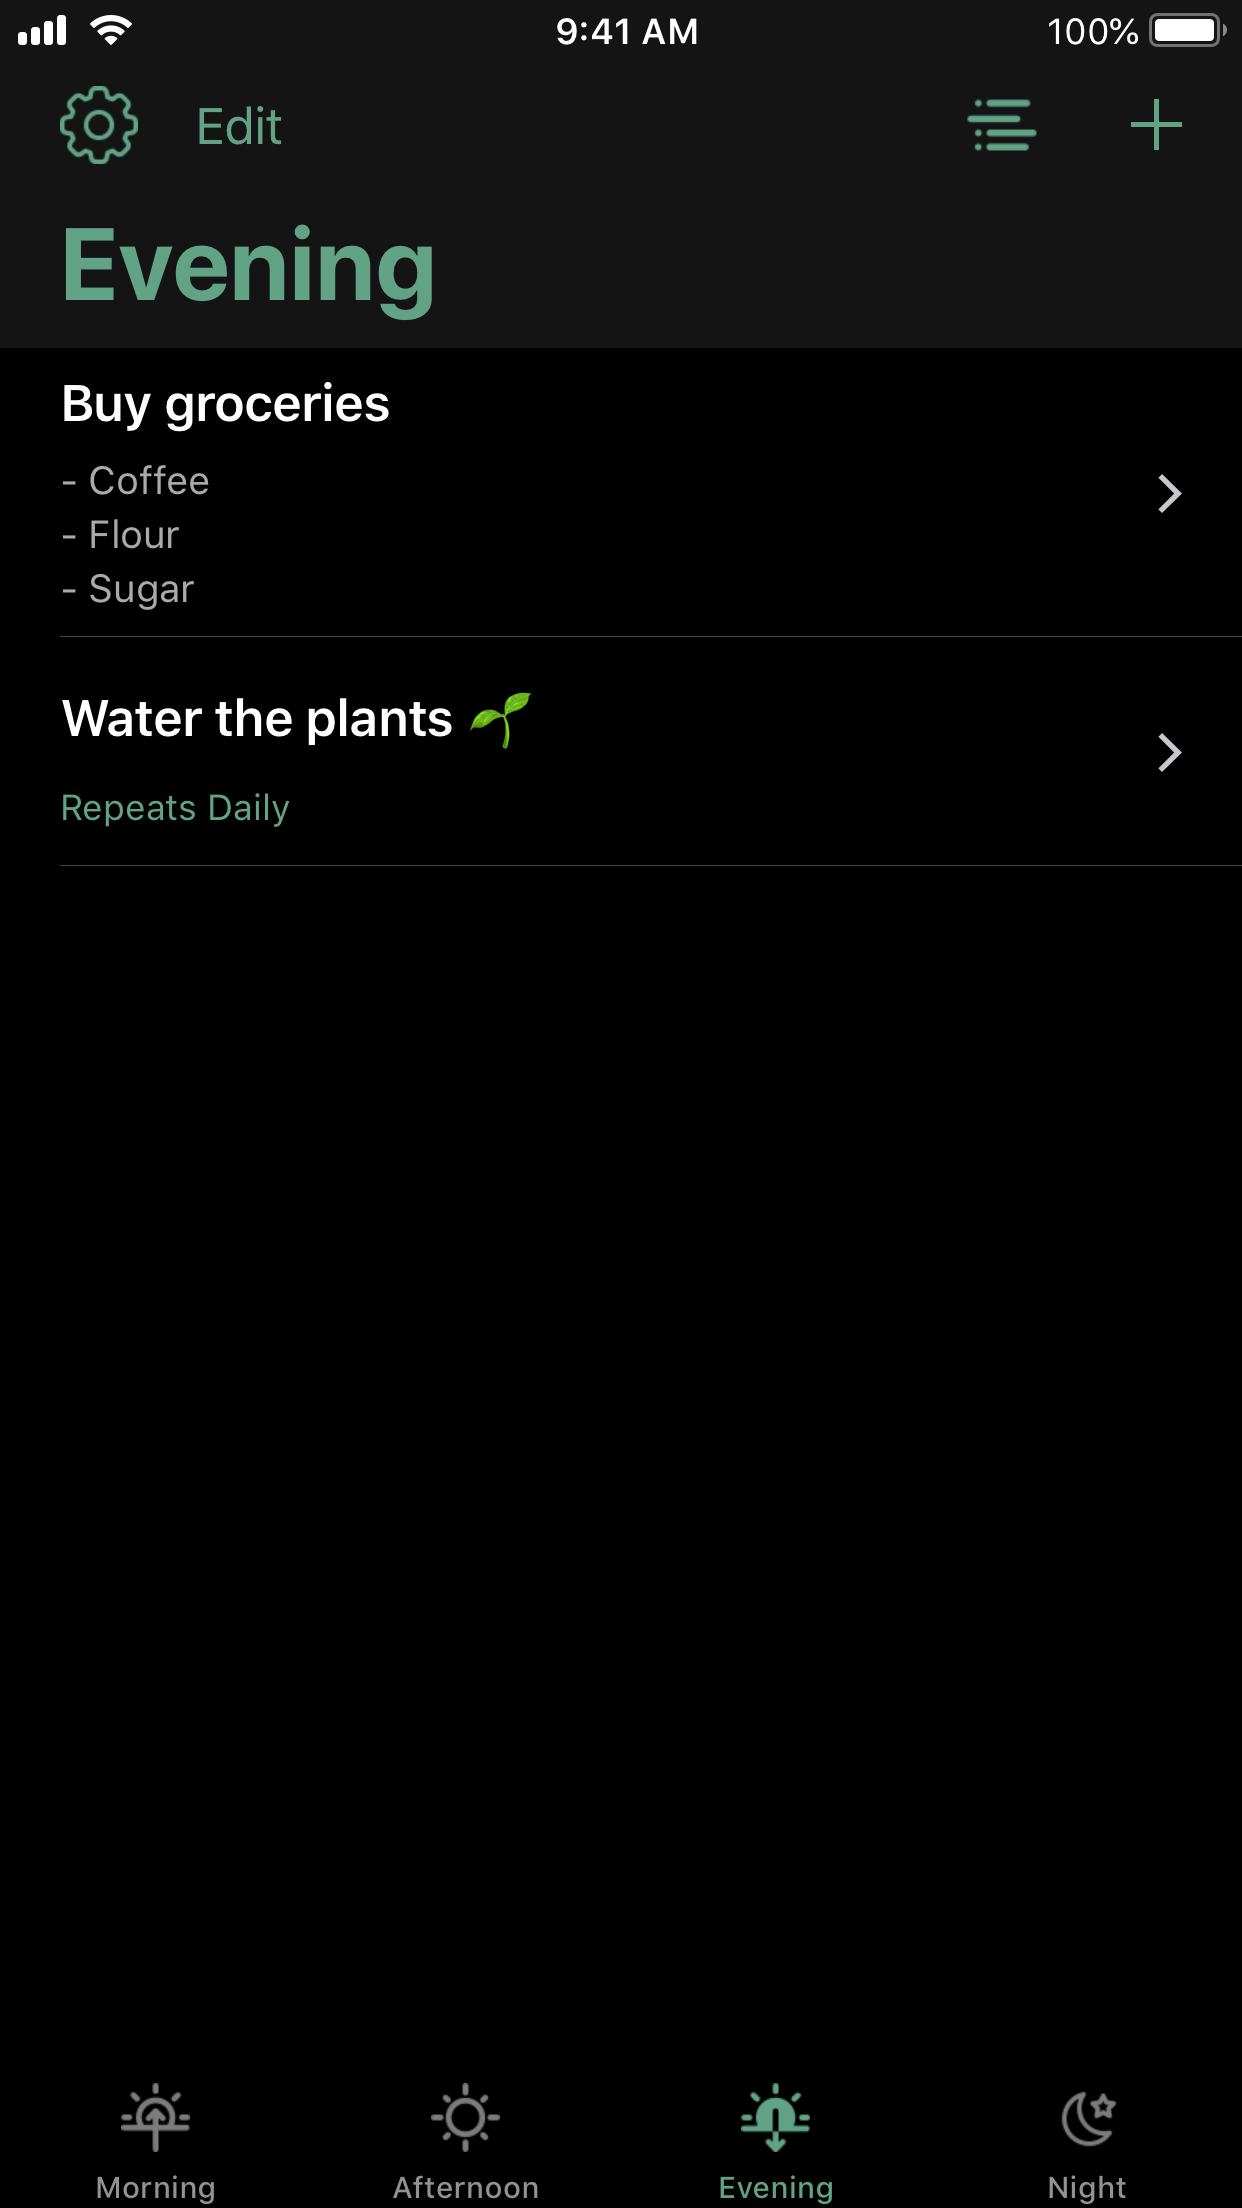 9:41 AM
100%
Edit
Evening
Buy groceries
- Coffee
- Flour
- Sugar
Water the plants 🌱
Repeats Daily
Morning
Afternoon
Evening
Night